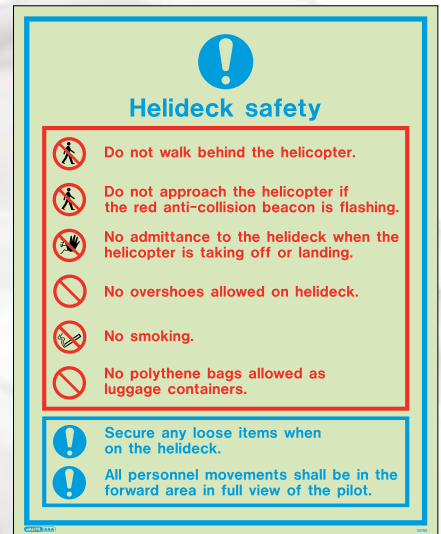 Helideck safety
Do not walk behind the helicopter.
Do not approach the helicopter if
the red anti-collision beacon is flashing.
No admittance to the helideck when the
helicopter is taking off or landing.
No overshoes allowed on helideck.
No smoking.
No polythene bags allowed as
luggage containers.
Secure any loose items when
on the helideck.
All personnel movements shall be in the
forward area in full view of the pilot.